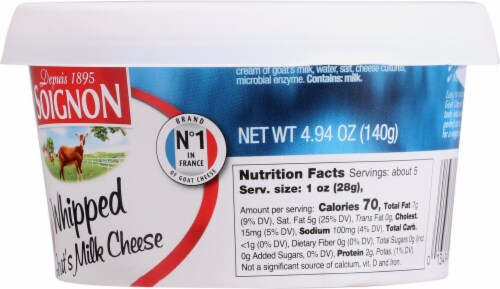 Depuis 1895
SOIGNON
Whipped
Goat's Milk Cheese
BRAND
N°1
IN FRANCE
OF GOAT CHEESE
cream of goat's milk, water, salt, cheese cultures,
microbial enzyme. Contains: milk.
NET WT 4.94 OZ (140g)
Nutrition Facts Servings: about 5
Serv. size: 1 oz (28g),
Amount per serving: Calories 70, Total Fat 7g
(9% DV), Sat. Fat 5g (25% DV), Trans Fat 0g, Cholest.
15mg (5% DV), Sodium 100mg (4% DV), Total Carb.
<1g (0% DV), Dietary Fiber 0g (0% DV), Total Sugars 0g (Incl.
0g Added Sugars, 0% DV), Protein 2g, Potas. (1% DV).
Not a significant source of calcium, vit. D and Iron.